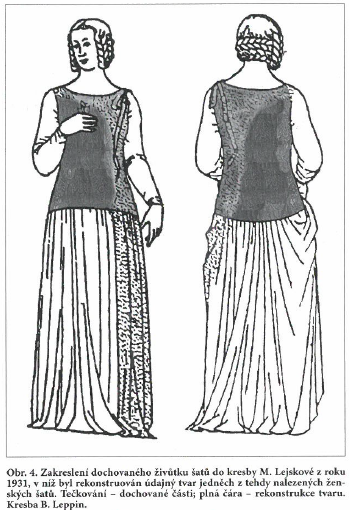 Obr. 4. Zakreslení dochovaného živůtku šatů do kresby M. Lejskové z roku
1931, v níž byl rekonstruován údajný tvar jedněch z tehdy nalezených žen-
ských šatů. Tečkování – dochované části; plná čára – rekonstrukce tvaru.
Kresba B. Leppin.